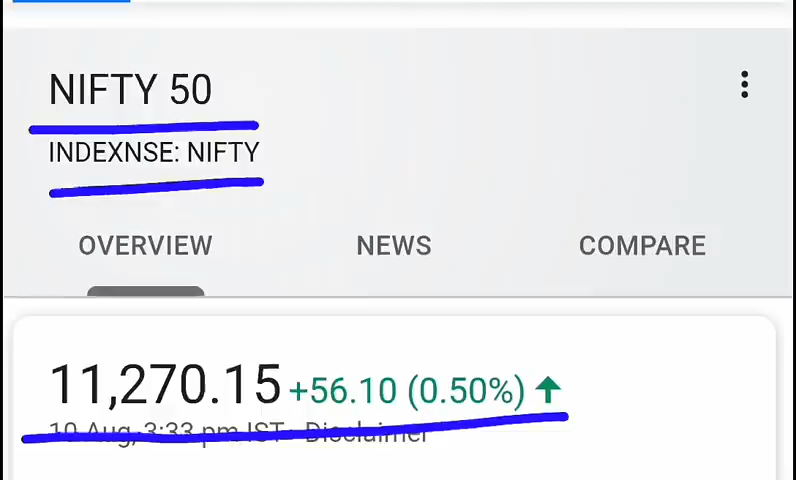 NIFTY 50
INDEXNSE: NIFTY
OVERVIEW NEWS COMPARE
11,270.15 +56.10 (0.50%) ↑
10 Aug, 3:33 pm IST · Disclaimer